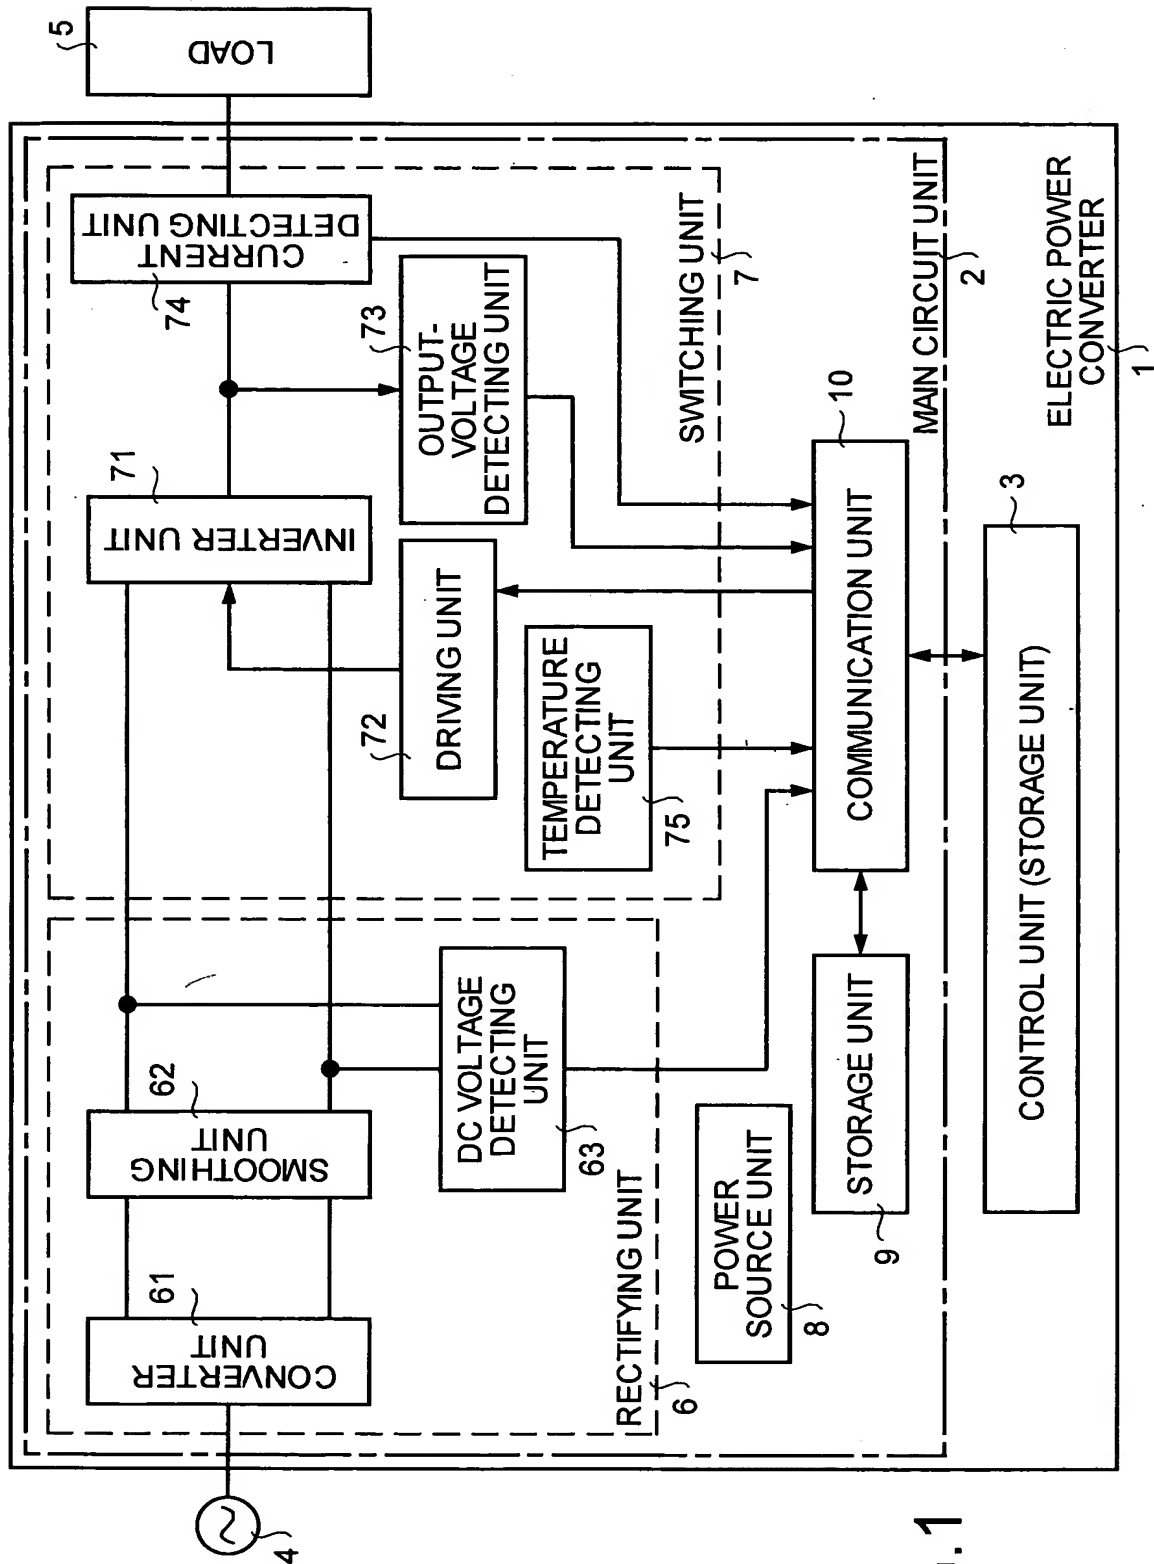 4
CONVERTER
UNIT
61
SMOOTHING
UNIT
62
DC VOLTAGE
DETECTING
UNIT
63
RECTIFYING UNIT
6
INVERTER UNIT
71
DRIVING UNIT
72
OUTPUT-
VOLTAGE
DETECTING UNIT
73
CURRENT
DETECTING UNIT
74
TEMPERATURE
DETECTING
UNIT
75
SWITCHING UNIT
7
LOAD
5
POWER
SOURCE UNIT
8
STORAGE UNIT
9
COMMUNICATION UNIT
10
MAIN CIRCUIT UNIT
2
CONTROL UNIT (STORAGE UNIT)
3
ELECTRIC POWER
CONVERTER
1
.1